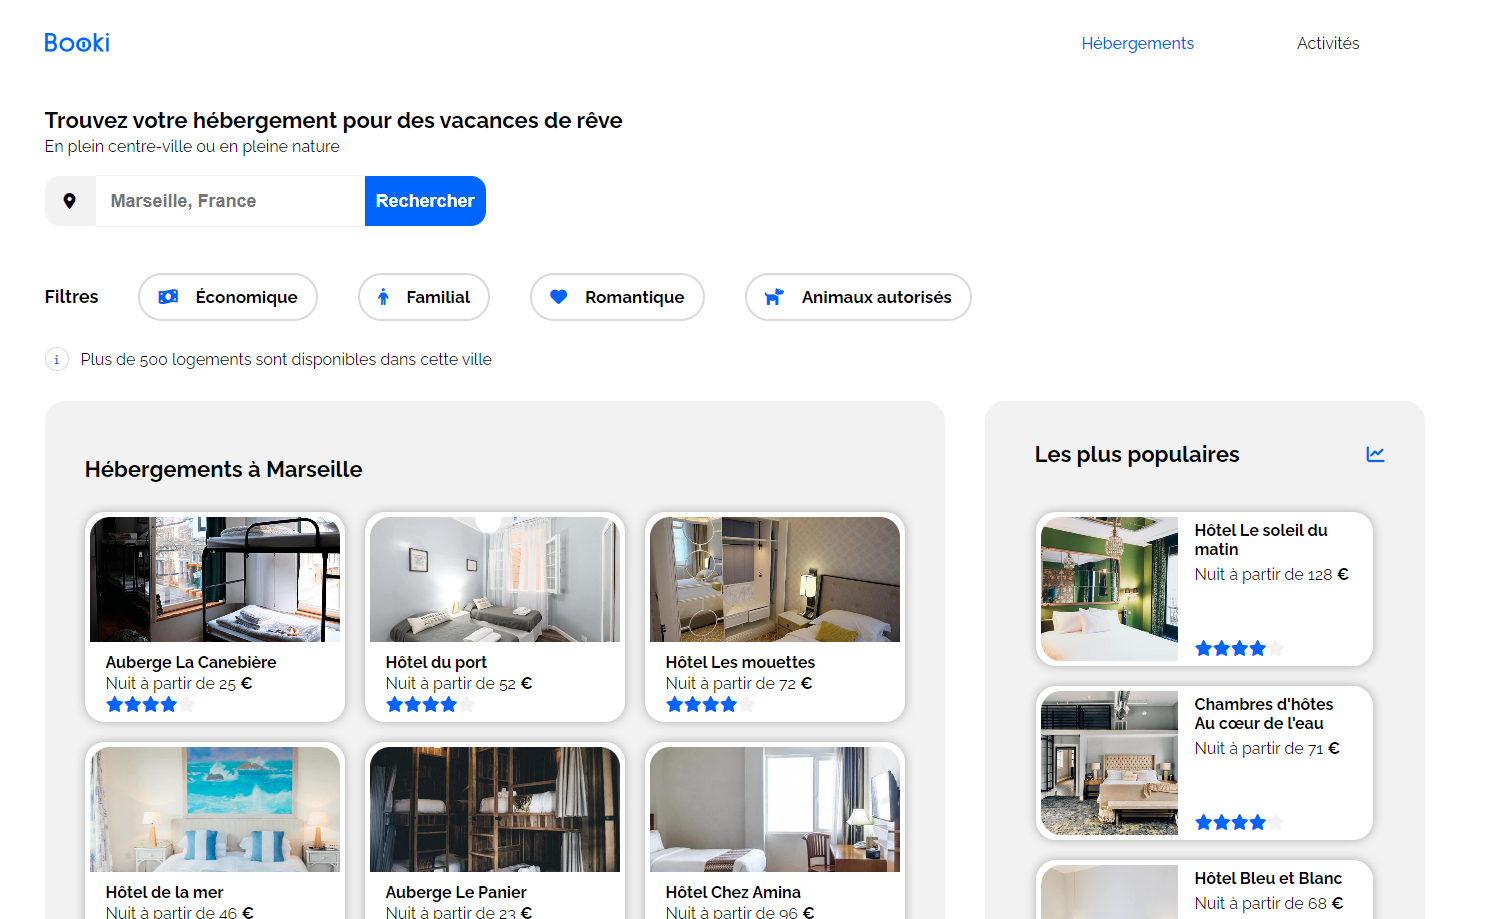 Booki
Hébergements
Activités
Trouvez votre hébergement pour des vacances de rêve
En plein centre-ville ou en pleine nature
Marseille, France
Rechercher
Filtres
Économique
Familial
Romantique
Animaux autorisés
i
Plus de 500 logements sont disponibles dans cette ville
Hébergements à Marseille
Auberge La Canebière
Nuit à partir de 25 €
Hôtel du port
Nuit à partir de 52 €
Hôtel Les mouettes
Nuit à partir de 72 €
Hôtel de la mer
Nuit à partir de 46 €
Auberge Le Panier
Nuit à partir de 23 €
Hôtel Chez Amina
Nuit à partir de 96 €
Les plus populaires
Hôtel Le soleil du
matin
Nuit à partir de 128 €
Chambres d'hôtes
Au cœur de l'eau
Nuit à partir de 71 €
Hôtel Bleu et Blanc
Nuit à partir de 68 €